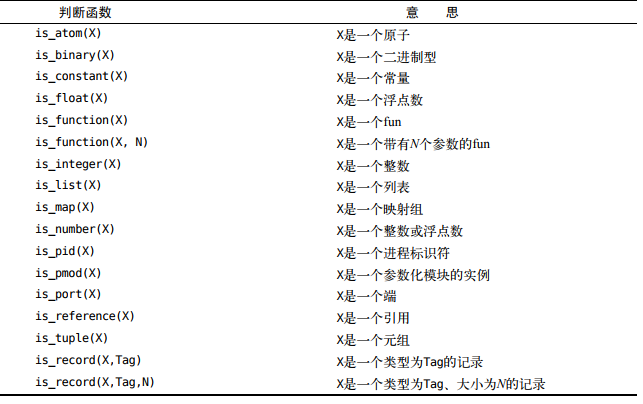 判断函数 意 思
is_atom(X) X是一个原子
is_binary(X) X是一个二进制型
is_constant(X) X是一个常量
is_float(X) X是一个浮点数
is_function(X) X是一个fun
is_function(X, N) X是一个带有N个参数的fun
is_integer(X) X是一个整数
is_list(X) X是一个列表
is_map(X) X是一个映射组
is_number(X) X是一个整数或浮点数
is_pid(X) X是一个进程标识符
is_pmod(X) X是一个参数化模块的实例
is_port(X) X是一个端
is_reference(X) X是一个引用
is_tuple(X) X是一个元组
is_record(X,Tag) X是一个类型为Tag的记录
is_record(X,Tag,N) X是一个类型为Tag、大小为N的记录